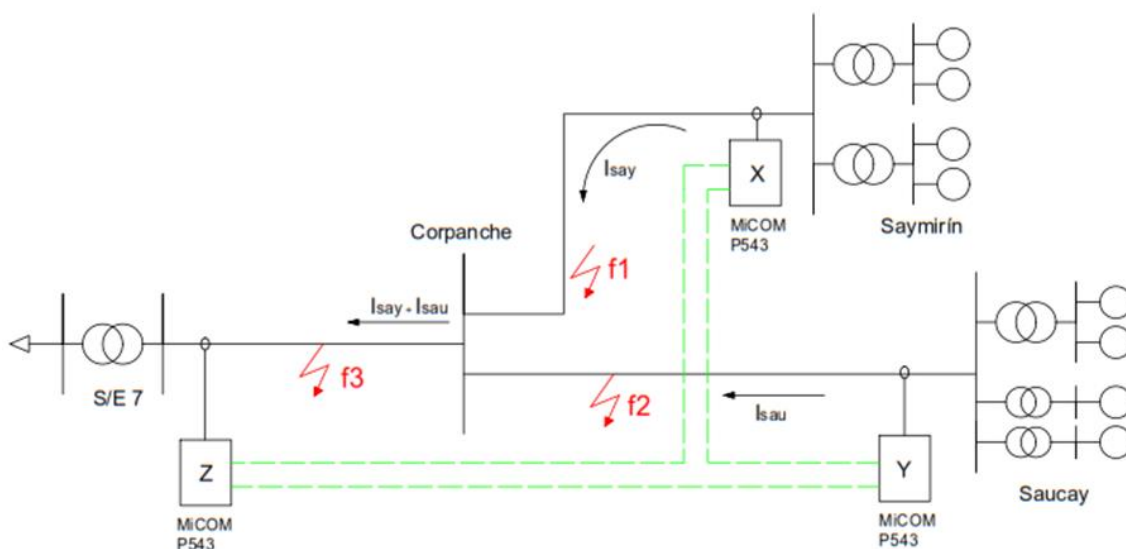 Isay
X
MiCOM
P543
Saymirín
Corpanche
f1
Isay + Isau
S/E 7
f3
f2
Isau
Z
MiCOM
P543
Y
MiCOM
P543
Saucay